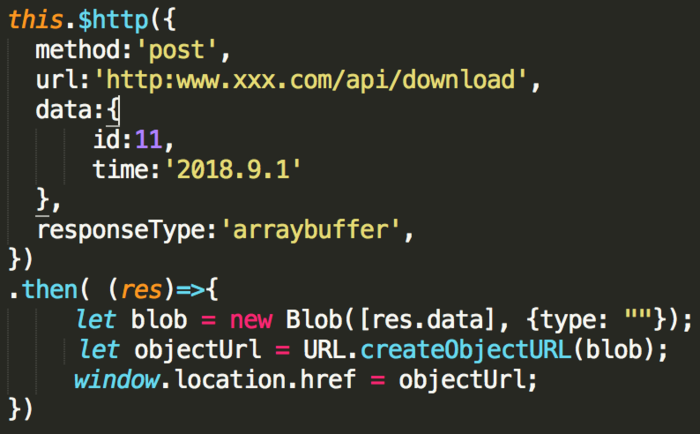 this.$http({
method:'post',
url:'http:www.xxx.com/api/download',
data:{
id:11,
time:'2018.9.1'
},
responseType:'arraybuffer',
})
.then( (res)=>{
let blob = new Blob([res.data], {type: ""});
let objectUrl = URL.createObjectURL(blob);
window.location.href = objectUrl;
})